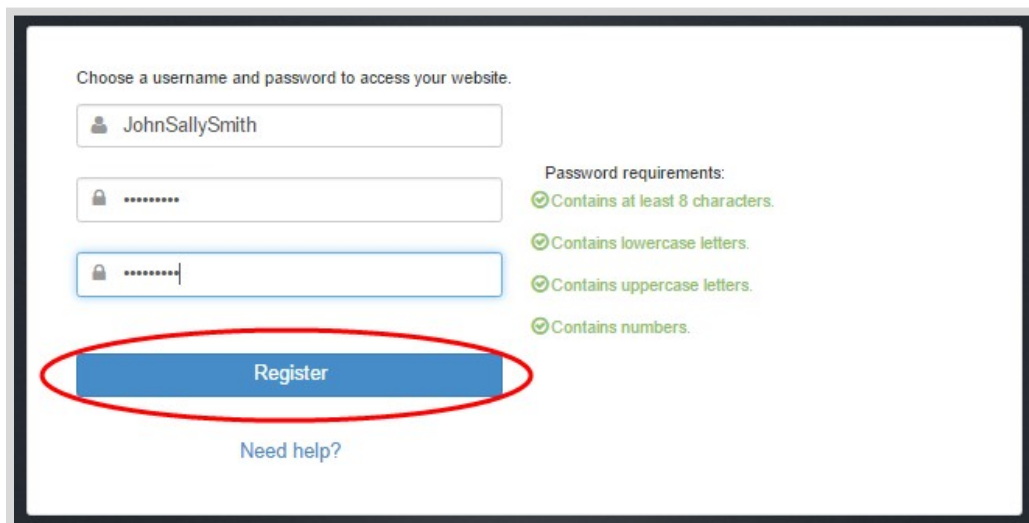 Choose a username and password to access your website.
JohnSallySmith
•••••••••
•••••••••
Password requirements:
Contains at least 8 characters.
Contains lowercase letters.
Contains uppercase letters.
Contains numbers.
Register
Need help?